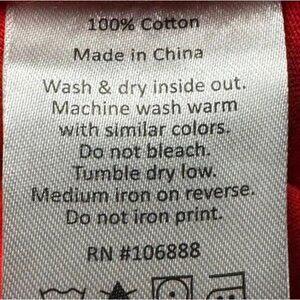 100% Cotton
Made in China
Wash & dry inside out.
Machine wash warm
with similar colors.
Do not bleach.
Tumble dry low.
Medium iron on reverse.
Do not iron print.
RN #106888